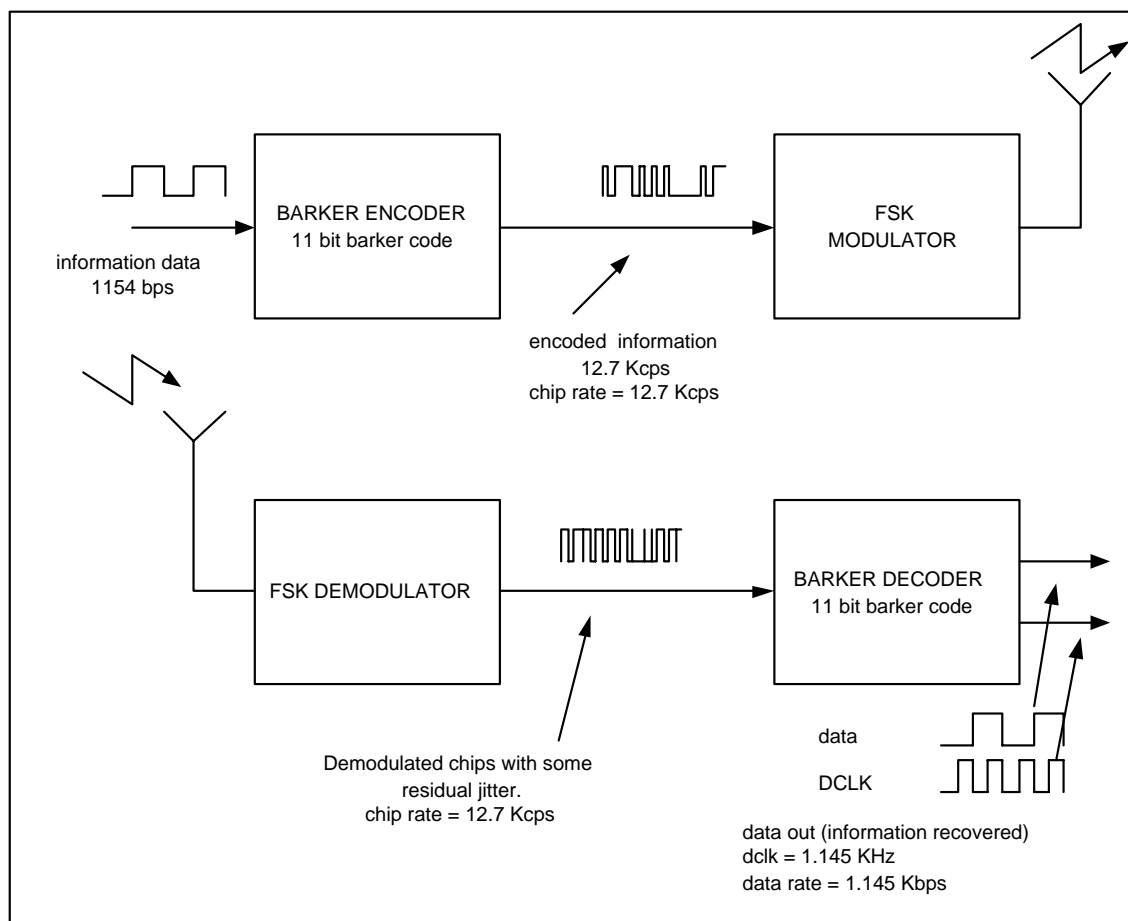 BARKER ENCODER
11 bit barker code
FSK
MODULATOR
information data
1154 bps
encoded information
12.7 Kcps
chip rate = 12.7 Kcps
FSK DEMODULATOR
BARKER DECODER
11 bit barker code
Demodulated chips with some
residual jitter.
chip rate = 12.7 Kcps
data
DCLK
data out (information recovered)
dclk = 1.145 KHz
data rate = 1.145 Kbps